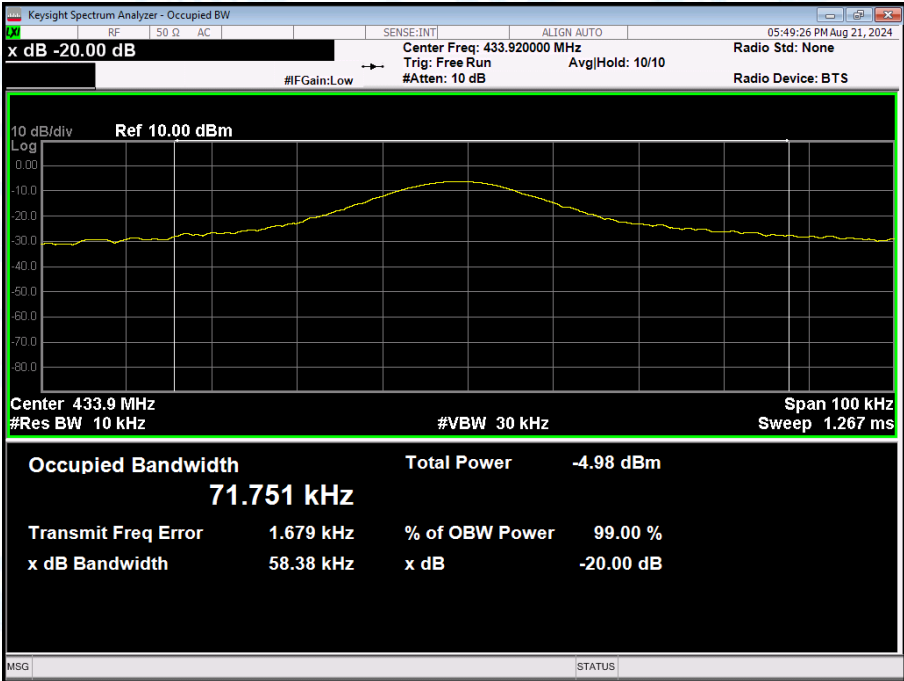 Keysight Spectrum Analyzer - Occupied BW
LXI RF 50 Ω AC SENSE:INT ALIGN AUTO 05:49:26 PM Aug 21, 2024
x dB -20.00 dB
Center Freq: 433.920000 MHz
Radio Std: None
Trig: Free Run Avg|Hold: 10/10
#IFGain:Low #Atten: 10 dB
Radio Device: BTS
10 dB/div Ref 10.00 dBm
Log
0.00
-10.0
-20.0
-30.0
-40.0
-50.0
-60.0
-70.0
-80.0
Center 433.9 MHz Span 100 kHz
#Res BW 10 kHz #VBW 30 kHz Sweep 1.267 ms
Occupied Bandwidth Total Power -4.98 dBm
71.751 kHz
Transmit Freq Error 1.679 kHz % of OBW Power 99.00 %
x dB Bandwidth 58.38 kHz x dB -20.00 dB
MSG STATUS